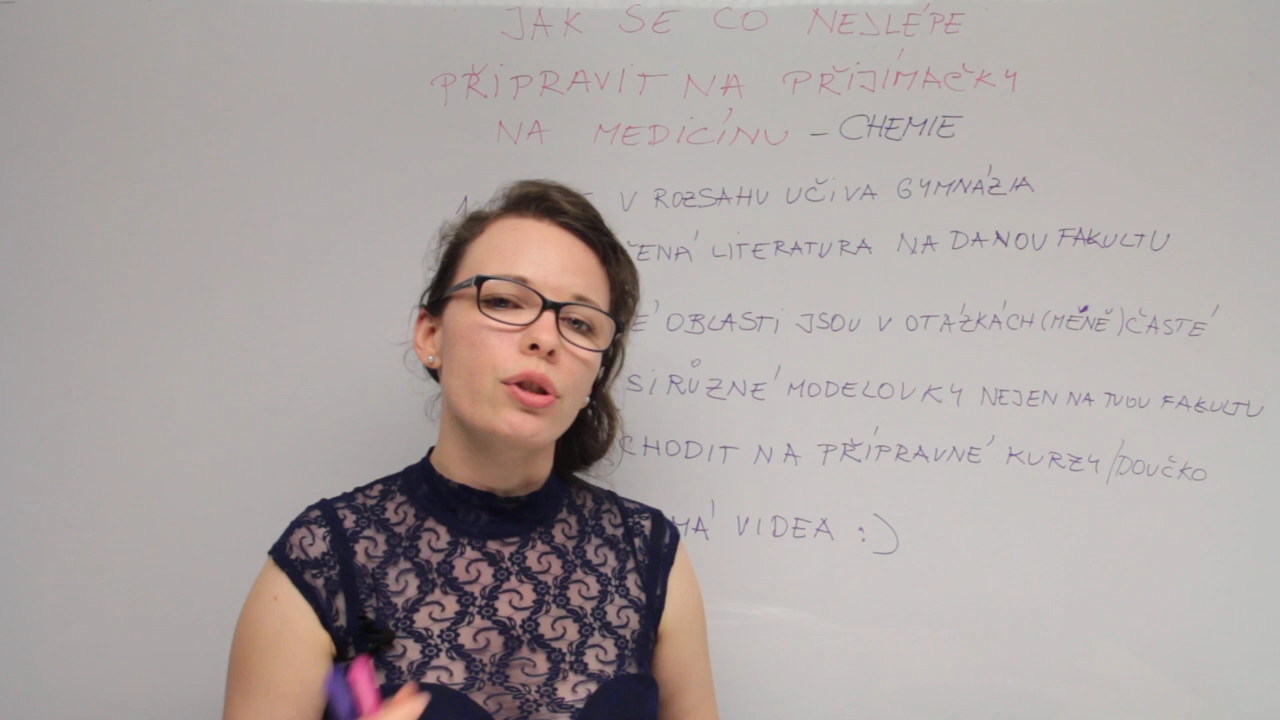 JAK SE CO NEJLÉPE
PŘIPRAVIT NA PŘIJÍMAČKY
NA MEDICÍNU - CHEMIE
V ROZSAHU UČIVA GYMNÁZIA
LITERATURA NA DANOU FAKULTU
OBLASTI JSOU V OTÁZKÁCH (MÉNĚ) ČASTÉ
SI RŮZNÉ MODELOVKY NEJEN NA TVOU FAKULTU
CHODIT NA PŘÍPRAVNÉ KURZY/DOUČKO
MÁ VIDEA :)